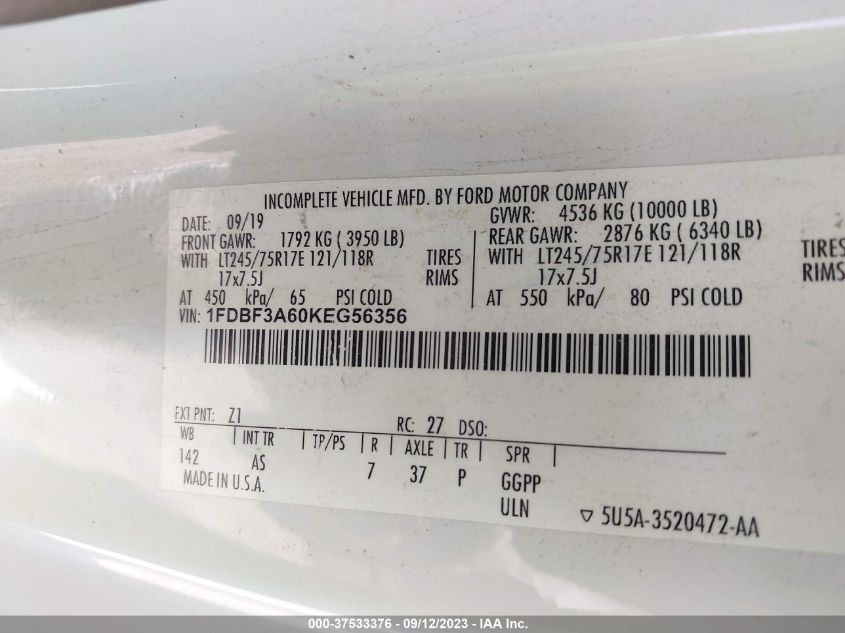 INCOMPLETE VEHICLE MFD. BY FORD MOTOR COMPANY
DATE: 09/19 GVWR: 4536 KG (10000 LB)
FRONT GAWR: 1792 KG ( 3950 LB) REAR GAWR: 2876 KG ( 6340 LB)
WITH LT245/75R17E 121/118R TIRES WITH LT245/75R17E 121/118R TIRES
17x7.5J RIMS 17x7.5J RIMS
AT 450 kPa/ 65 PSI COLD AT 550 kPa/ 80 PSI COLD
VIN: 1FDBF3A60KEG56356
EXT PNT: Z1 RC: 27 DSO:
WB INT TR TP/PS R AXLE TR SPR
142 AS 7 37 P GGPP
MADE IN U.S.A. ULN
5U5A-3520472-AA
000-37533376 - 09/12/2023 - IAA Inc.